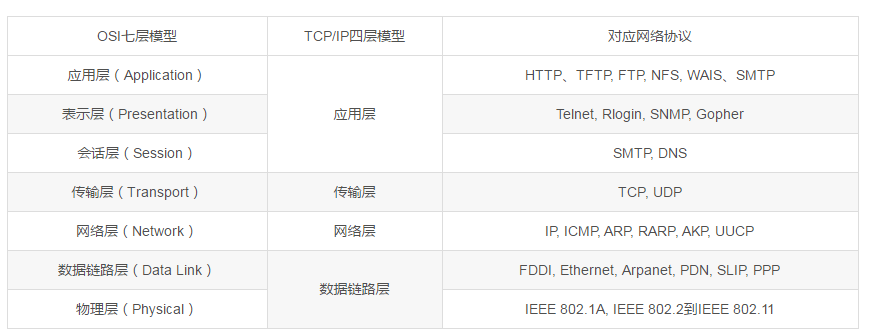 OSI七层模型 TCP/IP四层模型 对应网络协议
应用层（Application） HTTP、TFTP, FTP, NFS, WAIS、SMTP
表示层（Presentation） 应用层 Telnet, Rlogin, SNMP, Gopher
会话层（Session） SMTP, DNS
传输层（Transport） 传输层 TCP, UDP
网络层（Network） 网络层 IP, ICMP, ARP, RARP, AKP, UUCP
数据链路层（Data Link） FDDI, Ethernet, Arpanet, PDN, SLIP, PPP
数据链路层
物理层（Physical） IEEE 802.1A, IEEE 802.2到IEEE 802.11